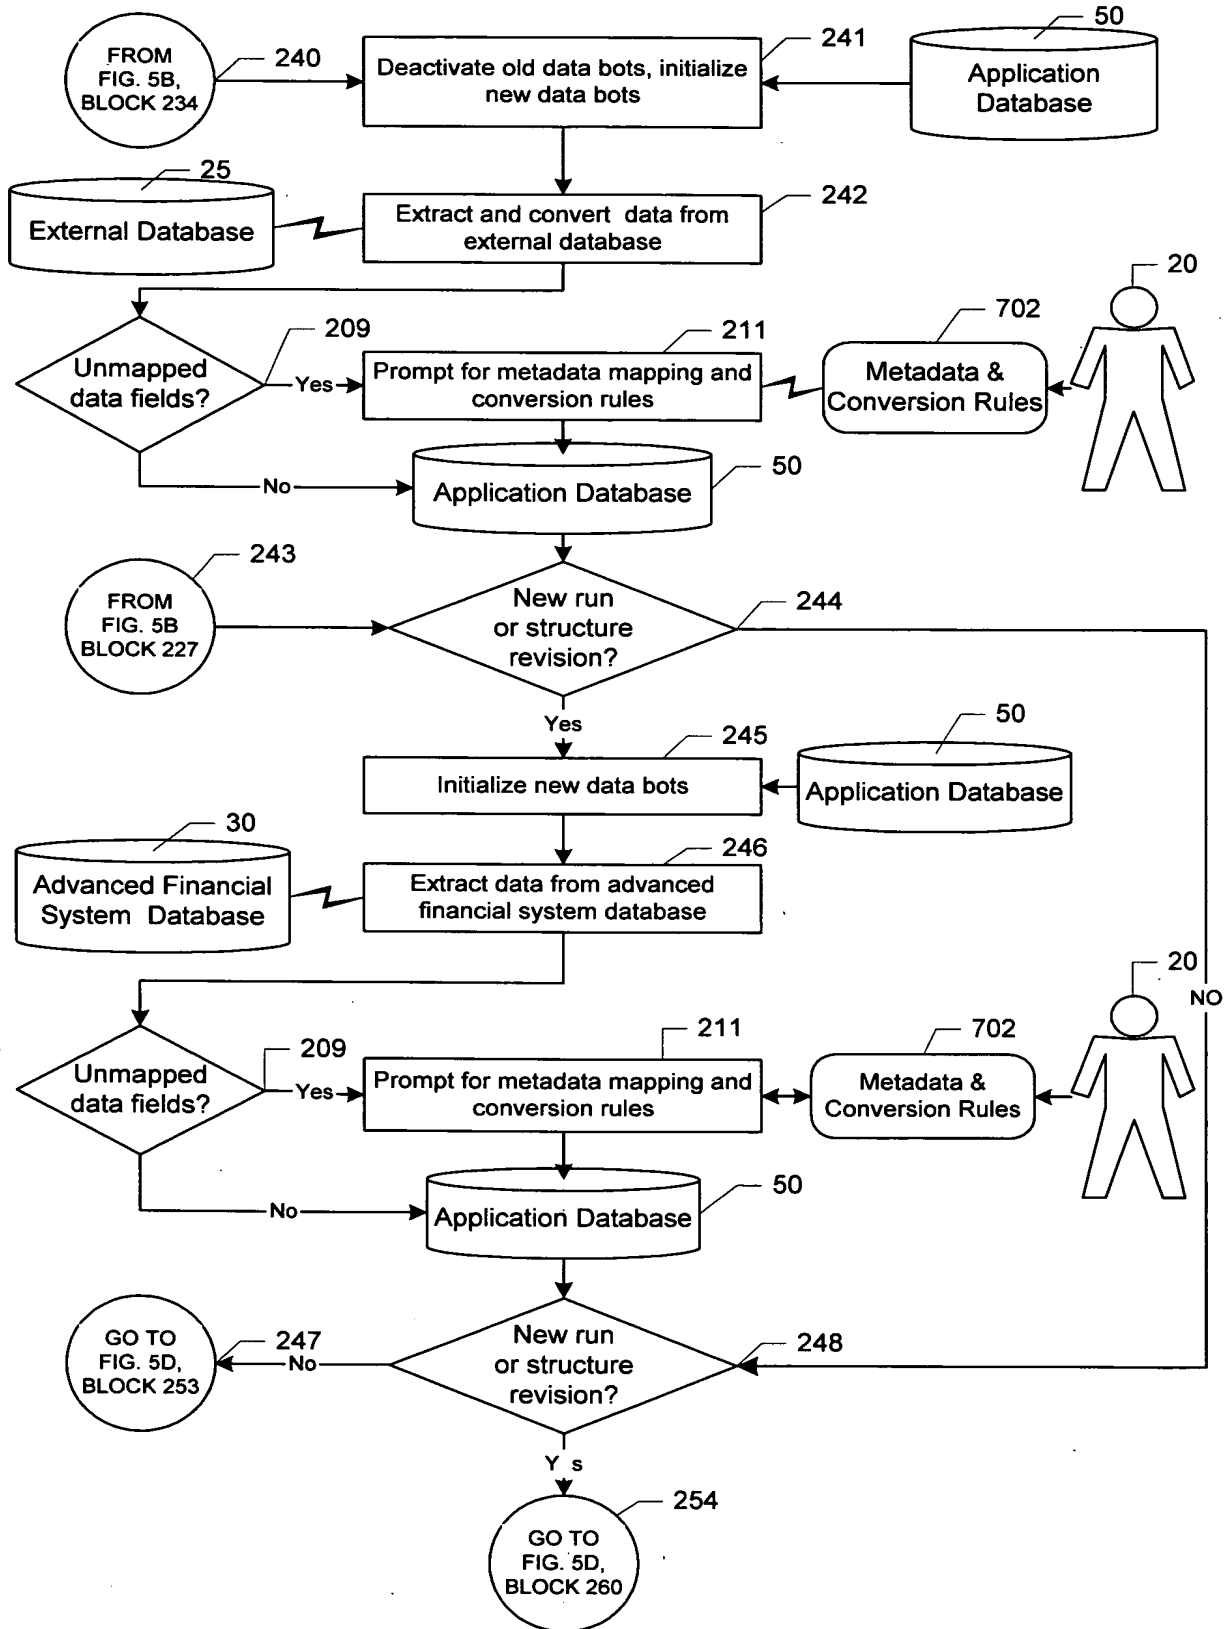 50
FROM
FIG. 5B,
BLOCK 234
240
Deactivate old data bots, initialize
new data bots
241
Application
Database
25
External Database
Extract and convert data from
external database
242
20
702
209
211
Unmapped
data fields?
Yes
Prompt for metadata mapping and
conversion rules
Metadata &
Conversion Rules
No
Application Database
50
243
FROM
FIG. 5B
BLOCK 227
New run
or structure
revision?
244
Yes
50
245
Initialize new data bots
Application Database
30
246
Advanced Financial
System Database
Extract data from advanced
financial system database
20
NO
702
211
209
Unmapped
data fields?
Yes
Prompt for metadata mapping and
conversion rules
Metadata &
Conversion Rules
50
No
Application Database
GO TO
FIG. 5D,
BLOCK 253
247
No
New run
or structure
revision?
248
Y s
254
GO TO
FIG. 5D,
BLOCK 260